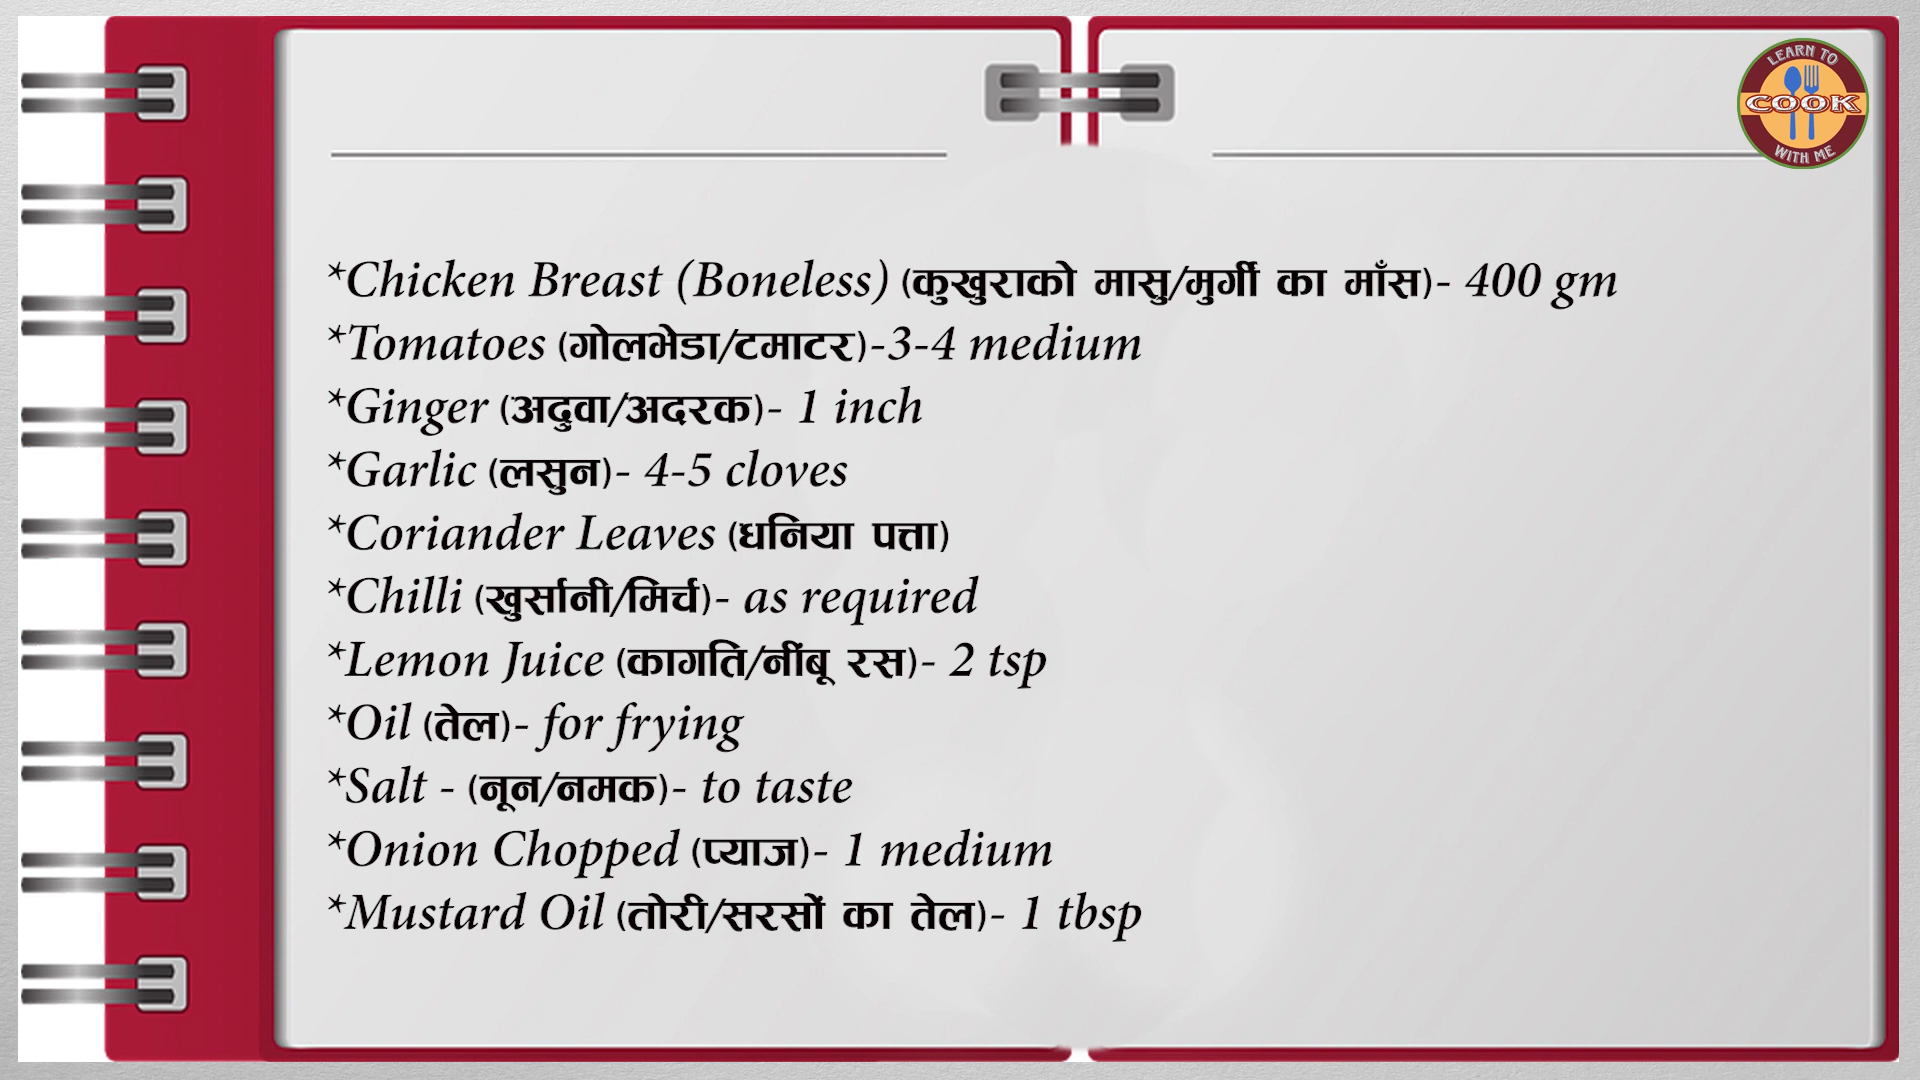 LEARN TO
COOK
WITH ME
*Chicken Breast (Boneless) (कुखुराको मासु/मुर्गी का माँस)- 400 gm
*Tomatoes (गोलभेडा/टमाटर)-3-4 medium
*Ginger (अदुवा/अदरक)- 1 inch
*Garlic (लसुन)- 4-5 cloves
*Coriander Leaves (धनिया पत्ता)
*Chilli (खुर्सानी/मिर्च)- as required
*Lemon Juice (कागति/नींबू रस)- 2 tsp
*Oil (तेल)- for frying
*Salt - (नून/नमक)- to taste
*Onion Chopped (प्याज)- 1 medium
*Mustard Oil (तोरी/सरसों का तेल)- 1 tbsp